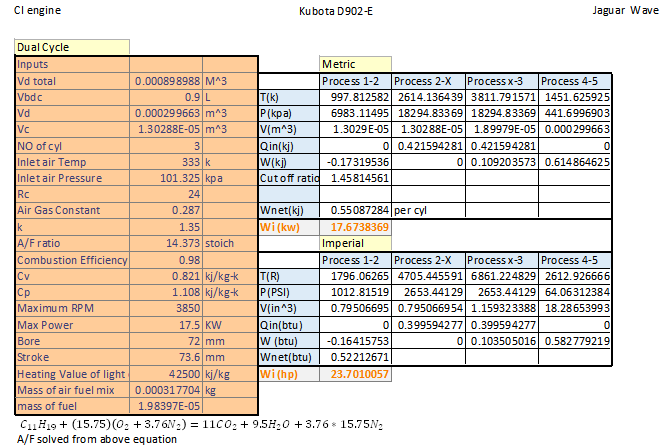 CI engine Kubota D902-E Jaguar Wave
Dual Cycle
Inputs Metric
Vd total 0.000898988 M^3 Process 1-2 Process 2-X Process x-3 Process 4-5
Vbdc 0.9 L T(k) 997.812582 2614.136439 3811.791571 1451.625925
Vd 0.000299663 m^3 P(kpa) 6983.11495 18294.83369 18294.83369 441.6996903
Vc 1.30288E-05 m^3 V(m^3) 1.3029E-05 1.30288E-05 1.89979E-05 0.000299663
NO of cyl 3 Qin(kj) 0 0.421594281 0.421594281 0
Inlet air Temp 333 k W(kj) -0.17319536 0 0.109203573 0.614864625
Inlet air Pressure 101.325 kpa Cut off ratio 1.45814561
Rc 24
Air Gas Constant 0.287 Wnet(kj) 0.55087284 per cyl
k 1.35 Wi (kw) 17.6738369
A/F ratio 14.373 stoich Imperial
Combustion Efficiency 0.98 Process 1-2 Process 2-X Process x-3 Process 4-5
Cv 0.821 kj/kg-k T(R) 1796.06265 4705.445591 6861.224829 2612.926666
Cp 1.108 kj/kg-k P(PSI) 1012.81519 2653.44129 2653.44129 64.06312384
Maximum RPM 3850 V(in^3) 0.79506695 0.795066954 1.159323388 18.28653993
Max Power 17.5 KW Qin(btu) 0 0.399594277 0.399594277 0
Bore 72 mm W (btu) -0.16415753 0 0.103505016 0.582779219
Stroke 73.6 mm Wnet(btu) 0.52212671
Heating Value of light 42500 kj/kg Wi (hp) 23.7010057
Mass of air fuel mix 0.000317704 kg
mass of fuel 1.98397E-05
C₁₁H₁₉ + (15.75)(O₂ + 3.76N₂) = 11CO₂ + 9.5H₂O + 3.76 * 15.75N₂
A/F solved from above equation